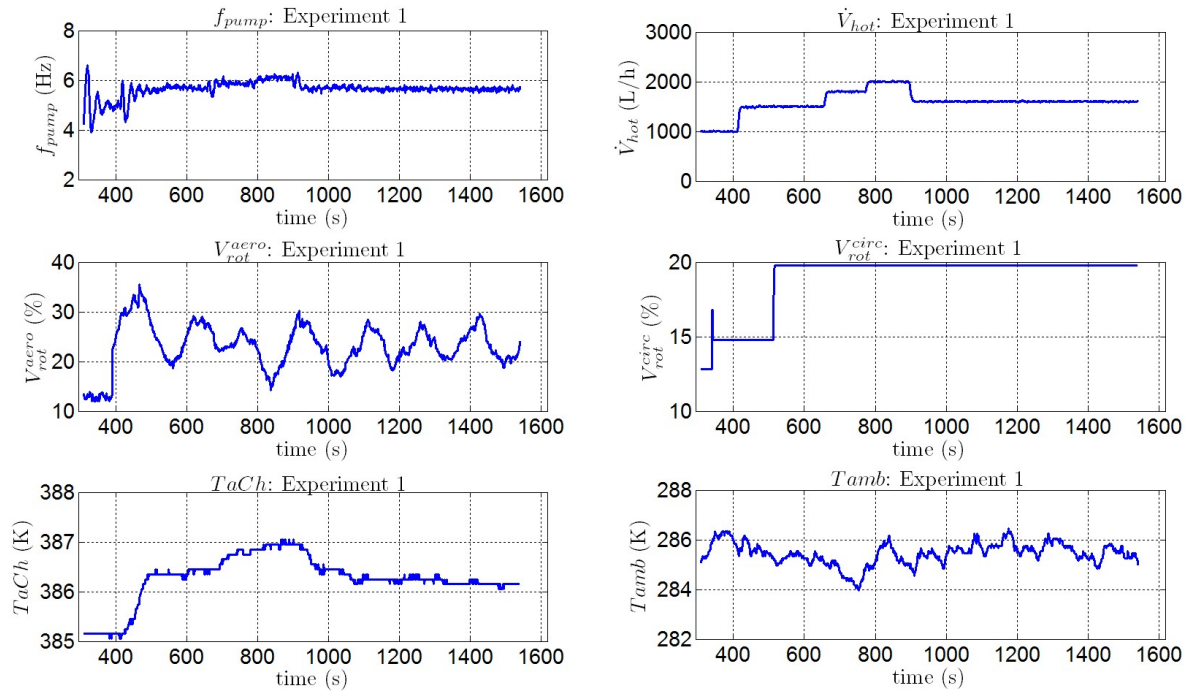 f_pump: Experiment 1
f_pump (Hz)
8
6
4
2
400 600 800 1000 1200 1400 1600
time (s)
V̇_hot: Experiment 1
V̇_hot (L/h)
3000
2000
1000
0
400 600 800 1000 1200 1400 1600
time (s)
V_rot^aero: Experiment 1
V_rot^aero (%)
40
30
20
10
400 600 800 1000 1200 1400 1600
time (s)
V_rot^circ: Experiment 1
V_rot^circ (%)
20
15
10
400 600 800 1000 1200 1400 1600
time (s)
TaCh: Experiment 1
TaCh (K)
388
387
386
385
400 600 800 1000 1200 1400 1600
time (s)
Tamb: Experiment 1
Tamb (K)
288
286
284
282
400 600 800 1000 1200 1400 1600
time (s)